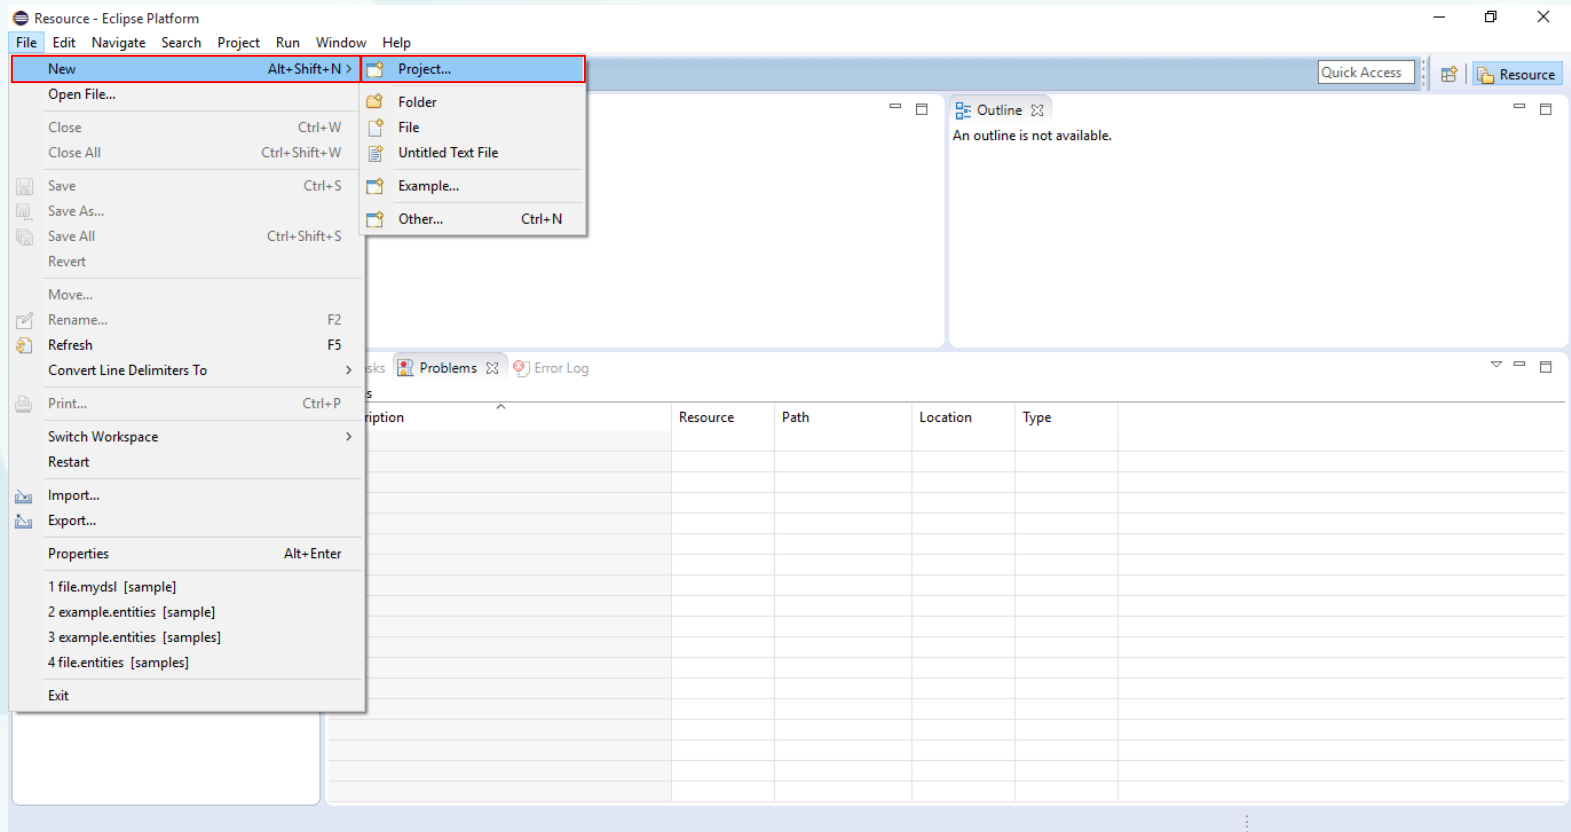 Resource - Eclipse Platform
File Edit Navigate Search Project Run Window Help
New Alt+Shift+N >
Open File...
Close Ctrl+W
Close All Ctrl+Shift+W
Save Ctrl+S
Save As...
Save All Ctrl+Shift+S
Revert
Move...
Rename... F2
Refresh F5
Convert Line Delimiters To >
Print... Ctrl+P
Switch Workspace >
Restart
Import...
Export...
Properties Alt+Enter
1 file.mydsl [sample]
2 example.entities [sample]
3 example.entities [samples]
4 file.entities [samples]
Exit
Project...
Folder
File
Untitled Text File
Example...
Other... Ctrl+N
Quick Access
Resource
Outline
An outline is not available.
sks Problems Error Log
s
ription Resource Path Location Type